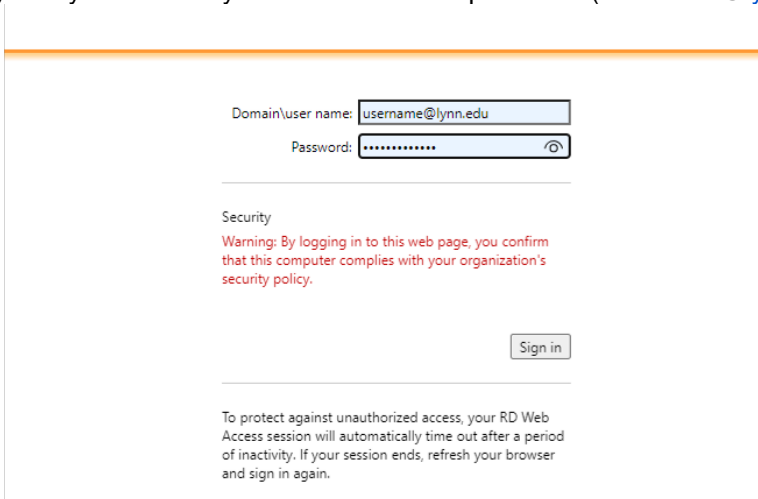 Domain\user name: username@lynn.edu
Password: •••••••••••••
Security
Warning: By logging in to this web page, you confirm
that this computer complies with your organization's
security policy.
Sign in
To protect against unauthorized access, your RD Web
Access session will automatically time out after a period
of inactivity. If your session ends, refresh your browser
and sign in again.